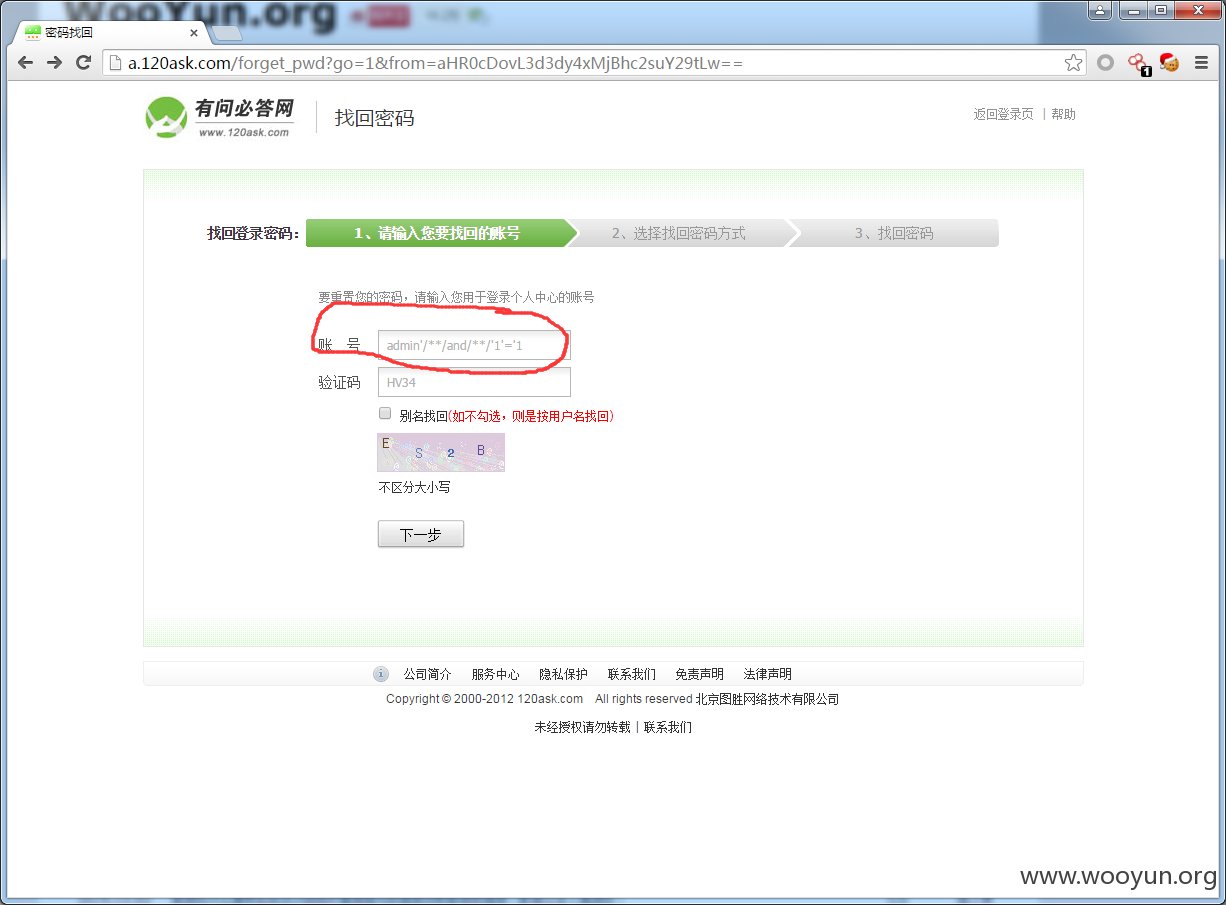 WooYun.org
密码找回
a.120ask.com/forget_pwd?go=1&from=aHR0cDovL3d3dy4xMjBhc2suY29tLw==
1
有问必答网
www.120ask.com
找回密码
返回登录页 | 帮助
找回登录密码：
1、请输入您要找回的账号
2、选择找回密码方式
3、找回密码
要重置您的密码，请输入您用于登录个人中心的账号
账 号 admin'/**/and/**/'1'='1
验证码 HV34
别名找回(如不勾选，则是按用户名找回)
E S 2 B
不区分大小写
下一步
公司简介 服务中心 隐私保护 联系我们 免责声明 法律声明
Copyright © 2000-2012 120ask.com All rights reserved 北京图胜网络技术有限公司
未经授权请勿转载 | 联系我们
www.wooyun.org